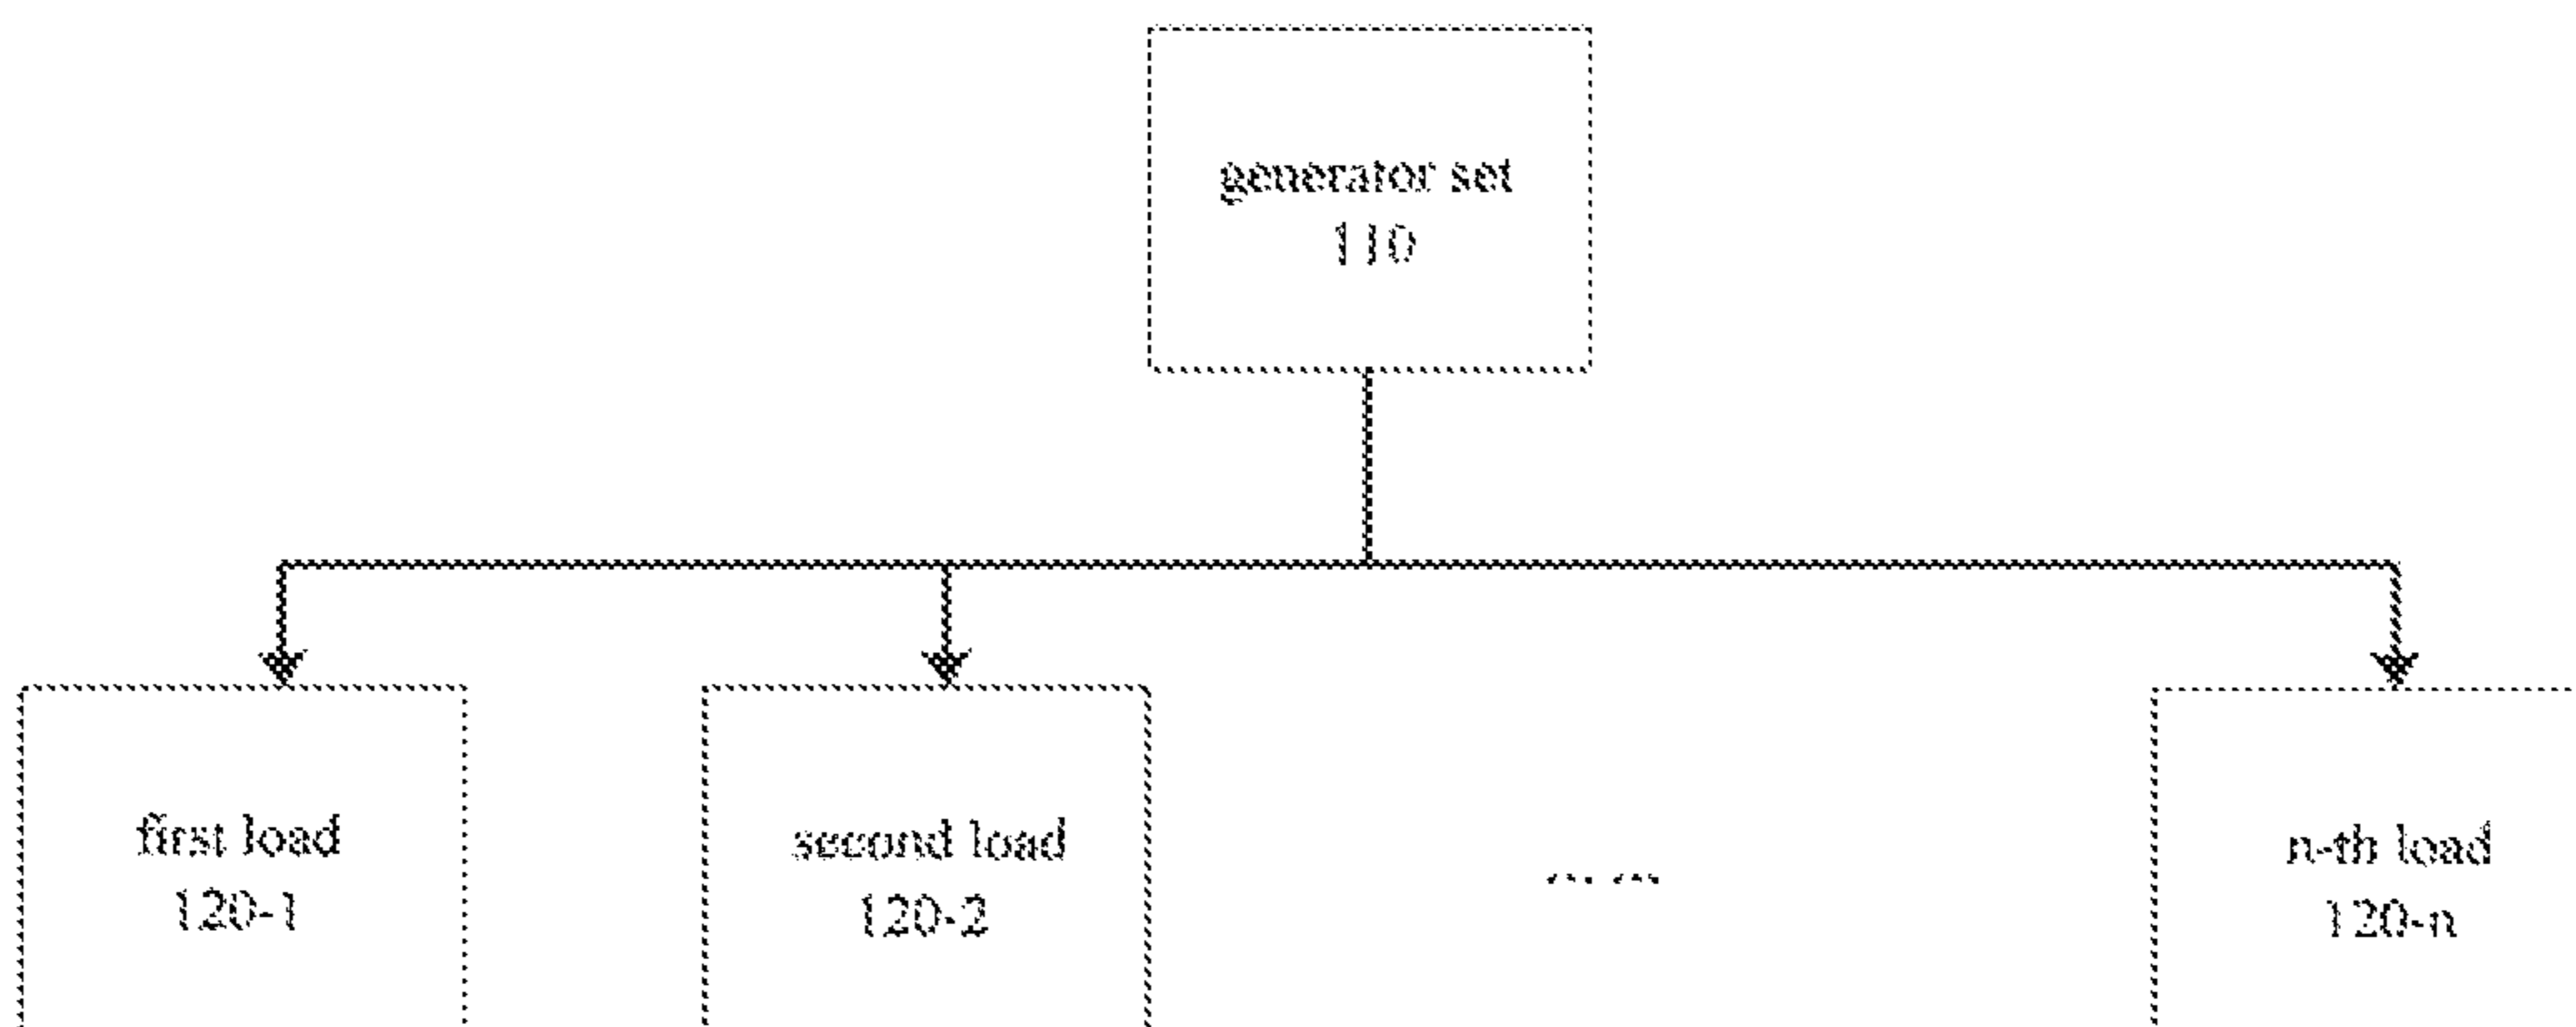 generator set
110
first load
120-1
second load
120-2
... ...
n-th load
120-n